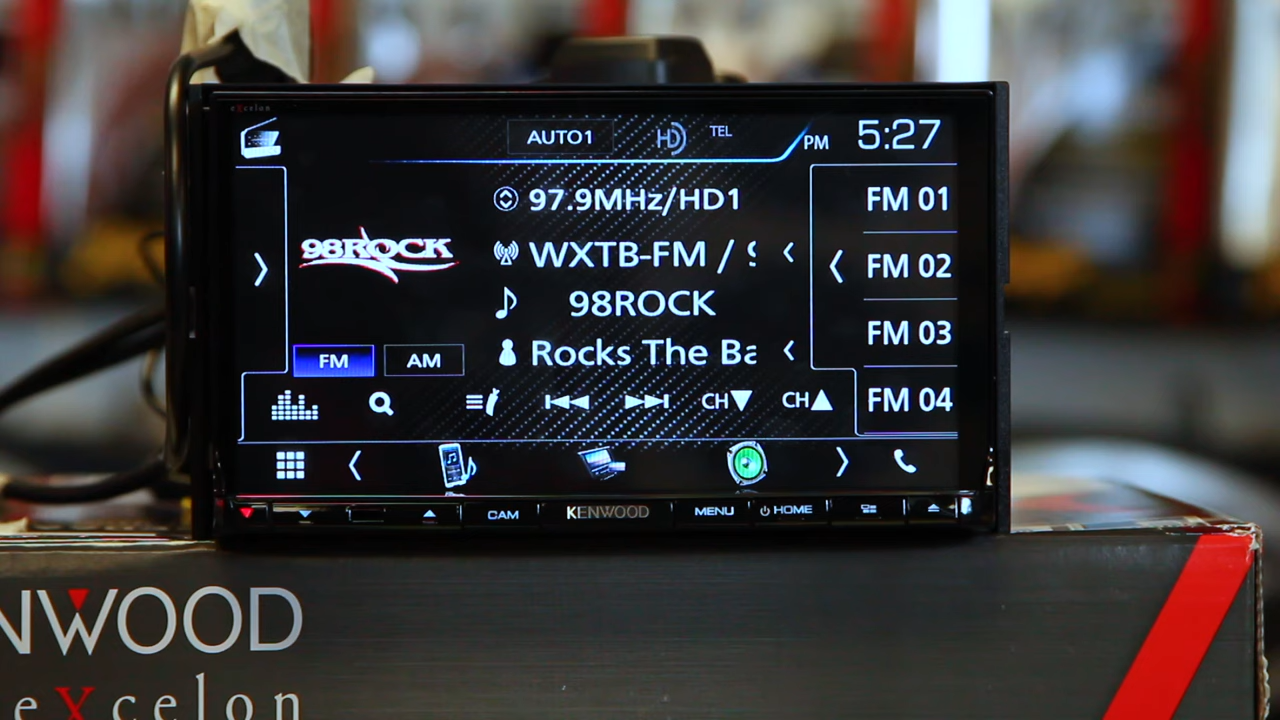 excelon
AUTO1 HD TEL PM 5:27
97.9MHz/HD1
98ROCK
WXTB-FM / 9
98ROCK
Rocks The Ba
FM AM
CH CH
FM 01
FM 02
FM 03
FM 04
CAM KENWOOD MENU HOME
NWOOD
excelon